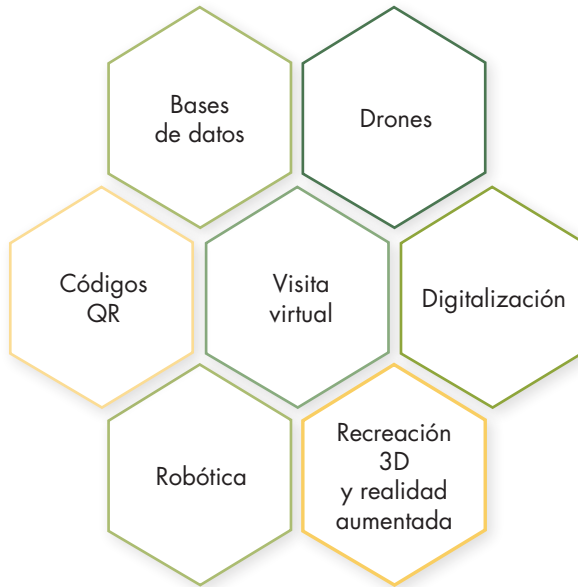 Bases
de datos
Drones
Códigos
QR
Visita
virtual
Digitalización
Robótica
Recreación
3D
y realidad
aumentada